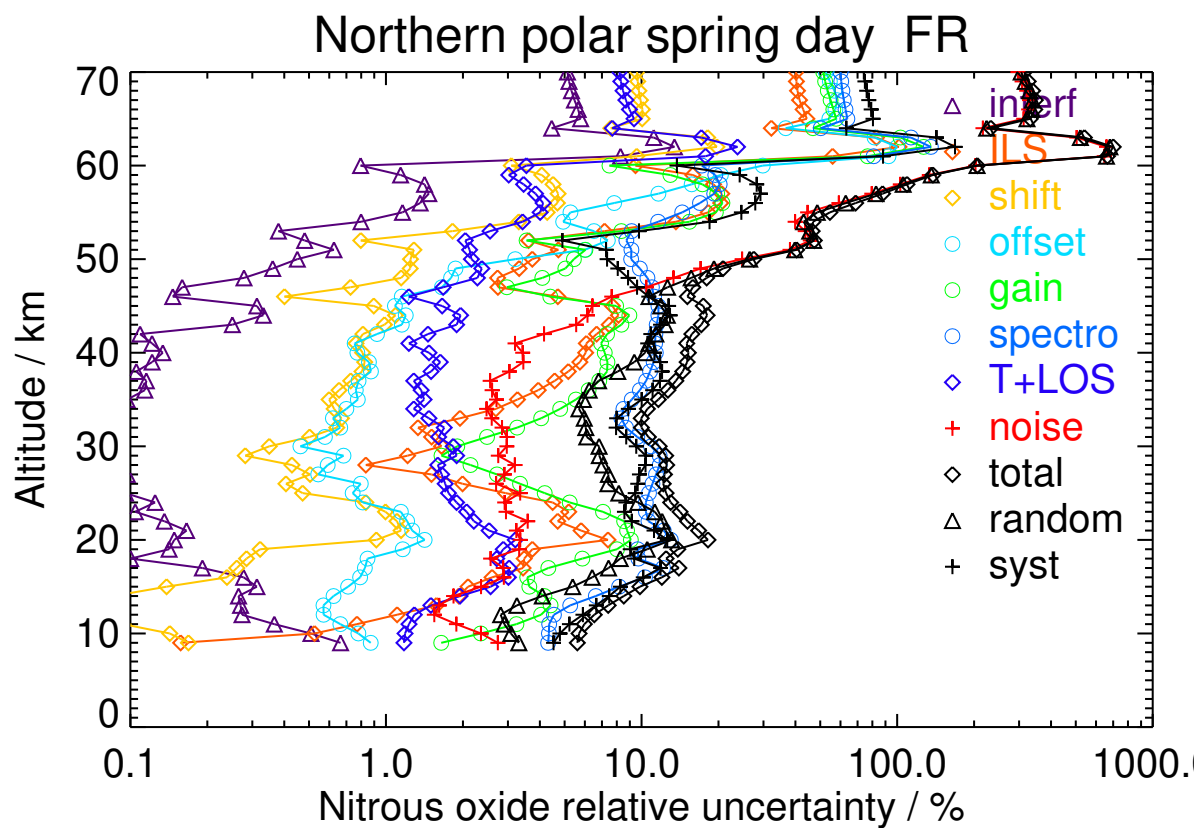 Northern polar spring day FR
70
60
50
40
30
20
10
0
Altitude / km
interf
ILS
shift
offset
gain
spectro
T+LOS
noise
total
random
syst
0.1 1.0 10.0 100.0 1000.0
Nitrous oxide relative uncertainty / %